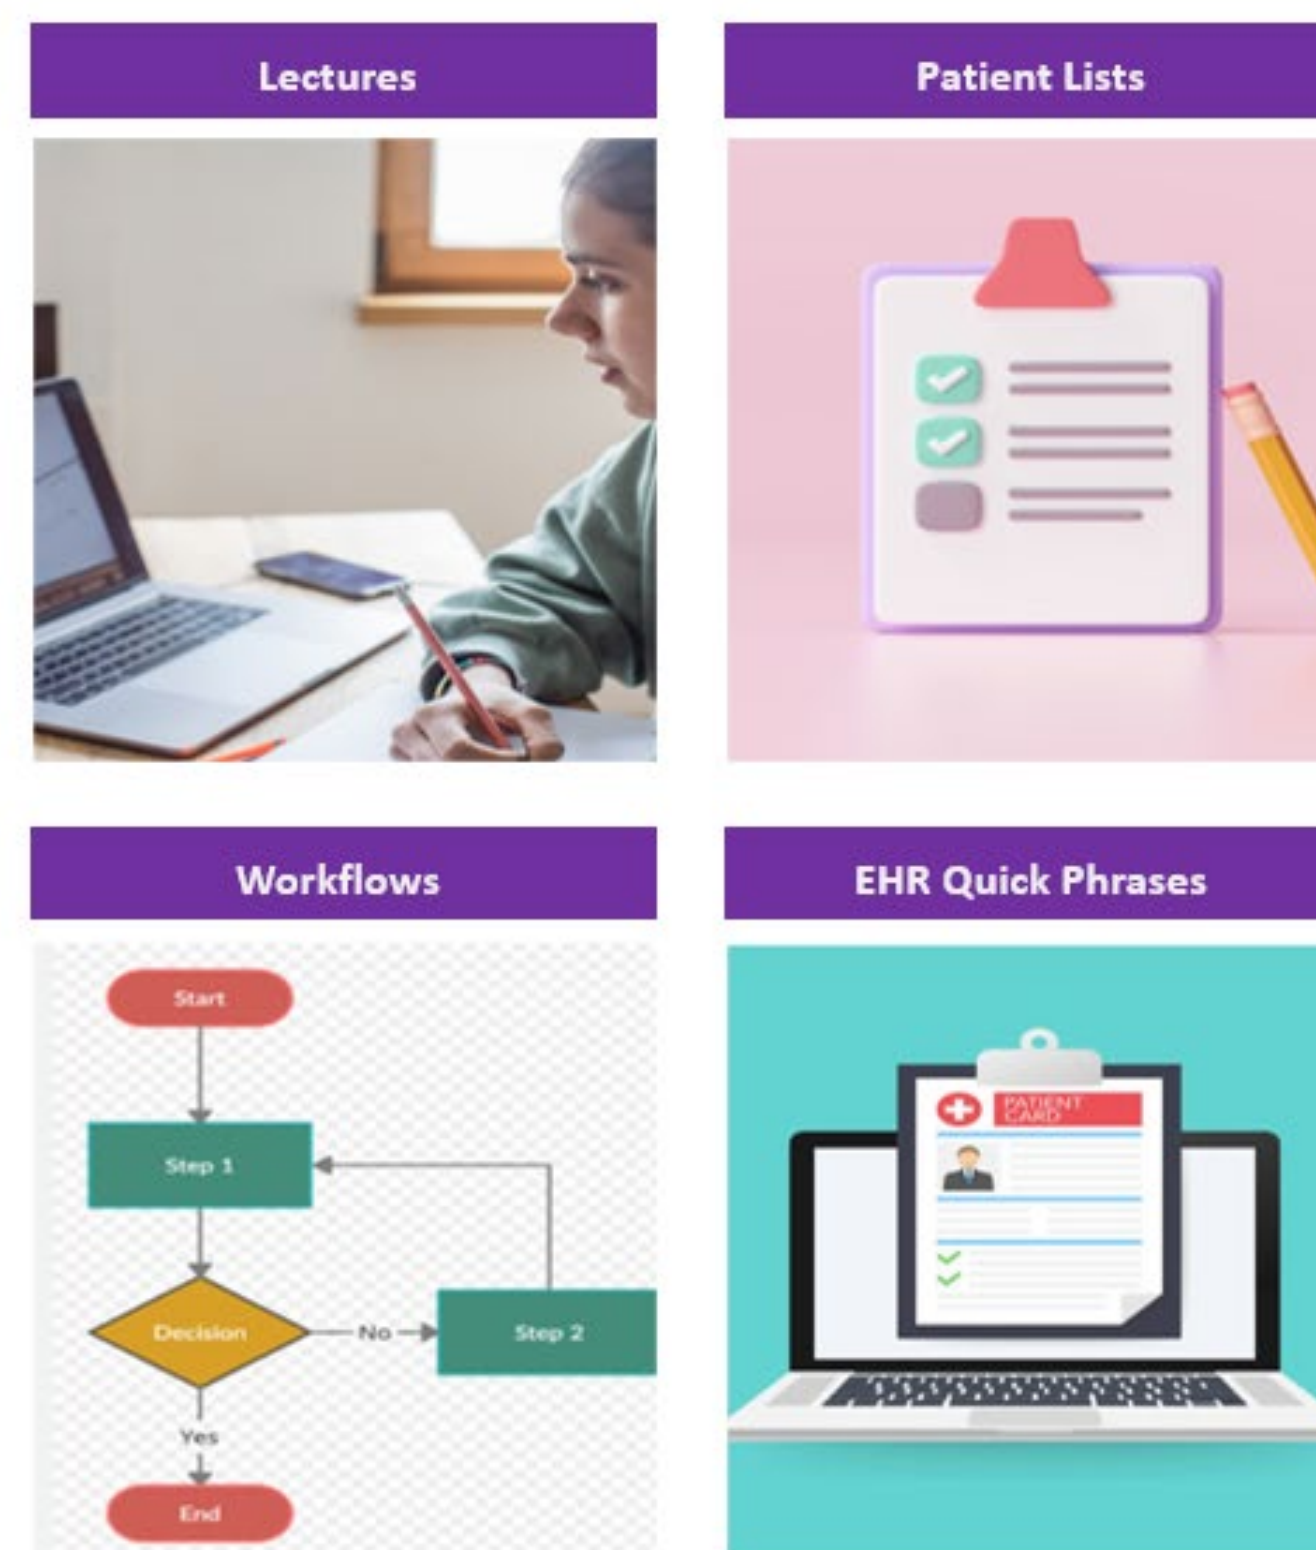 Lectures
Patient Lists
Workflows
EHR Quick Phrases
Start
Step 1
Decision
No
Step 2
Yes
End
PATIENT
CARD